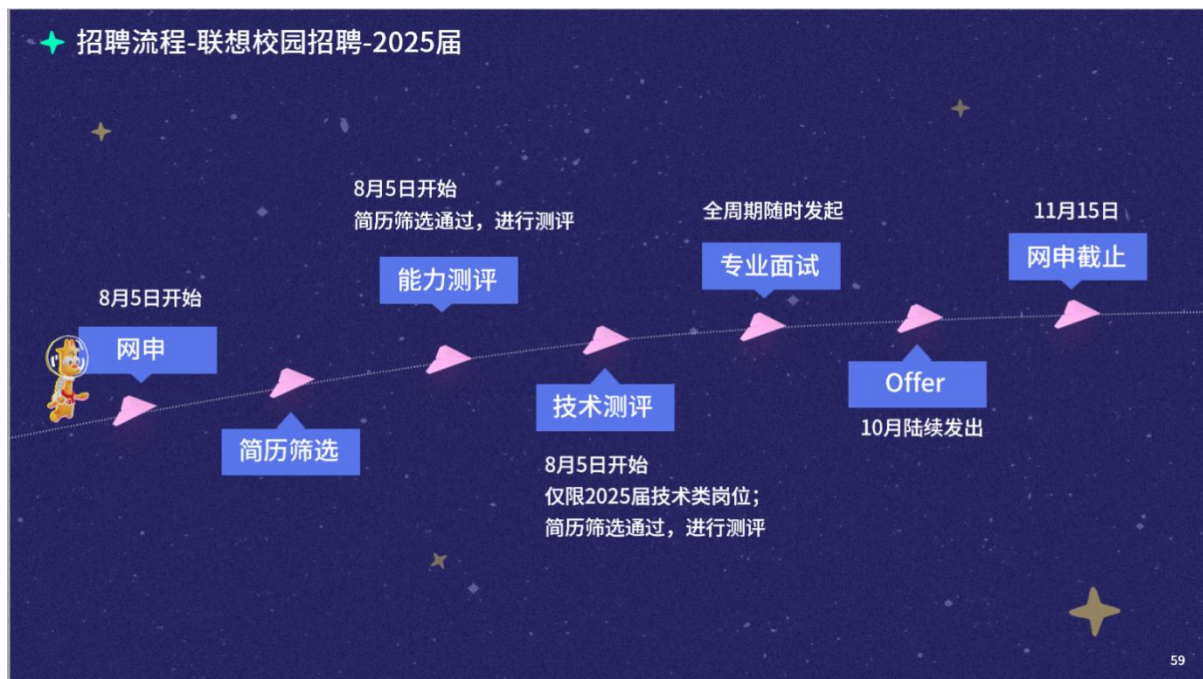 招聘流程-联想校园招聘-2025届
8月5日开始
网申
简历筛选
8月5日开始
简历筛选通过，进行测评
能力测评
技术测评
8月5日开始
仅限2025届技术类岗位；
简历筛选通过，进行测评
全周期随时发起
专业面试
Offer
10月陆续发出
11月15日
网申截止
59